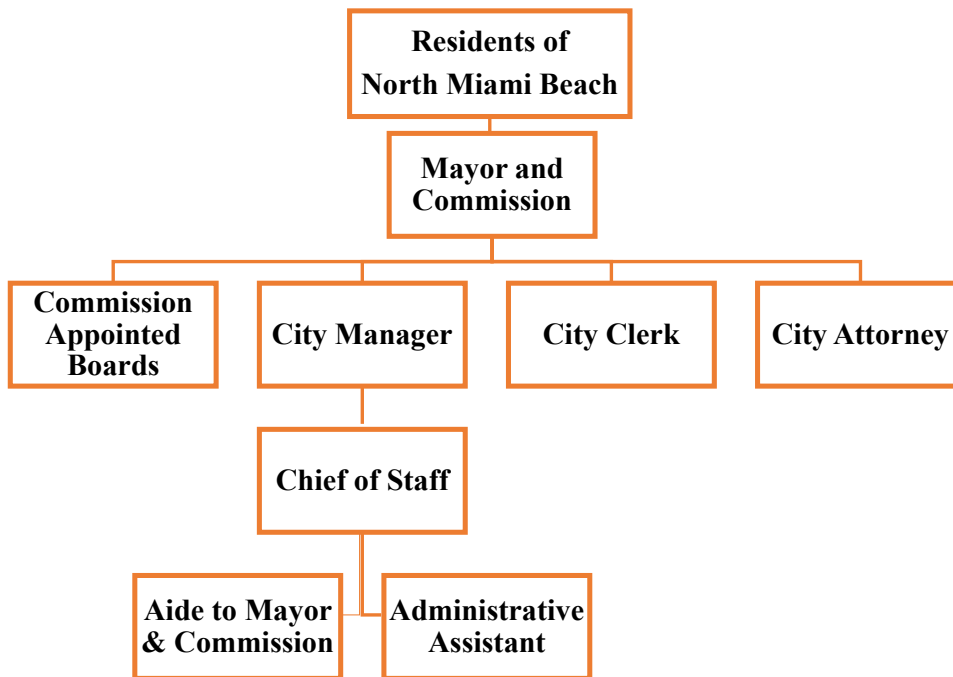 Residents of
North Miami Beach
Mayor and
Commission
Commission
Appointed
Boards
City Manager
City Clerk
City Attorney
Chief of Staff
Aide to Mayor
& Commission
Administrative
Assistant